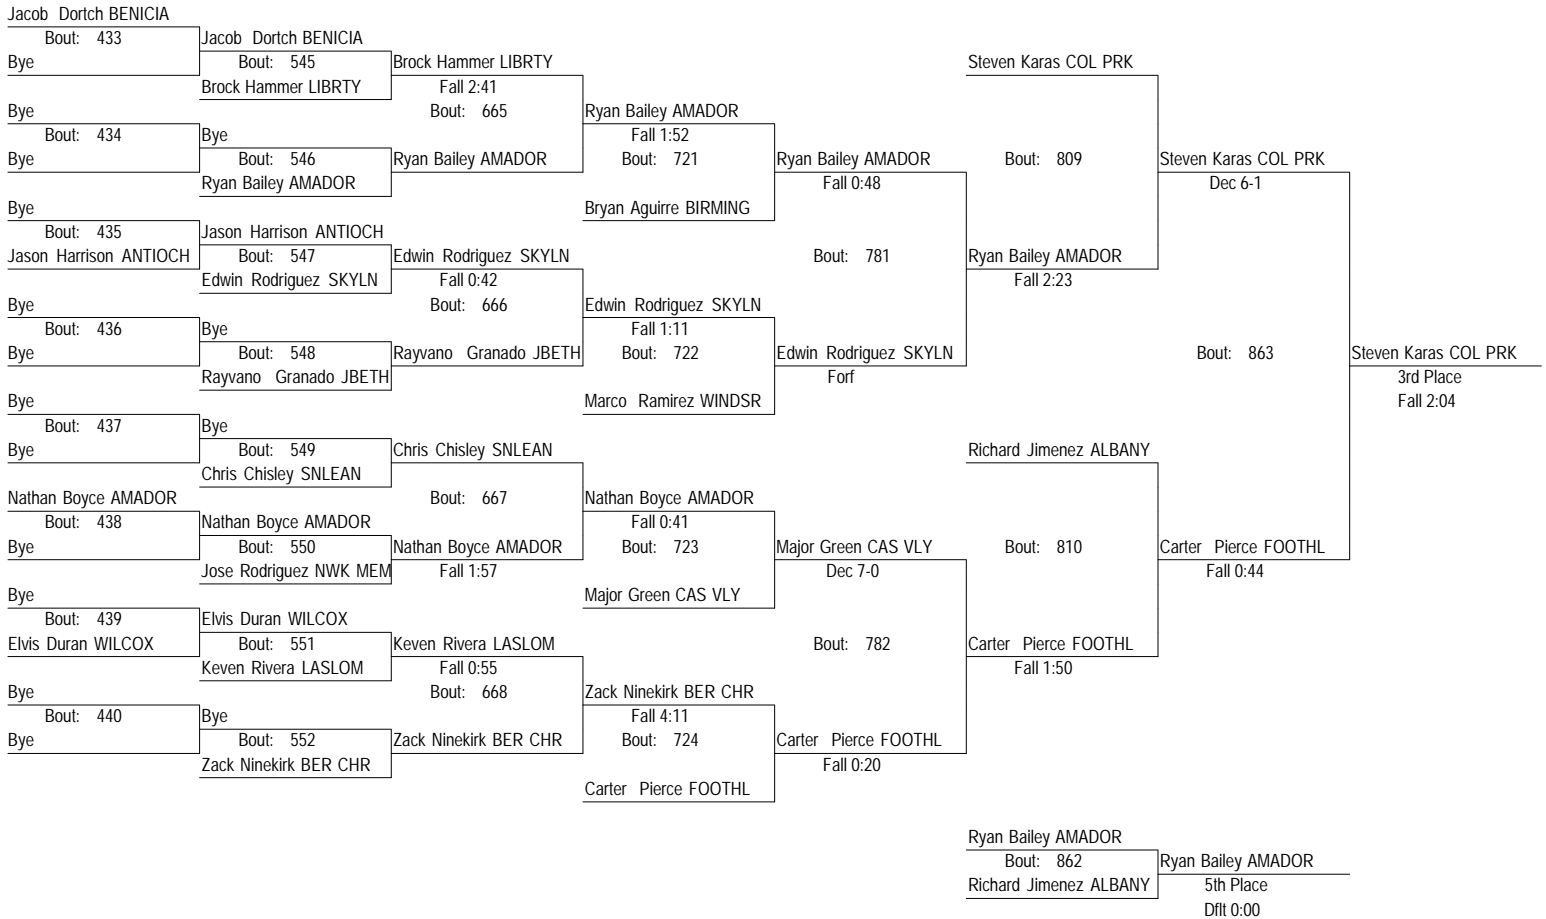 Jacob Dortch BENICIA
Bout: 433
Bye
Bye
Bout: 434
Bye
Bye
Bout: 435
Jason Harrison ANTIOCH
Bye
Bout: 436
Bye
Bye
Bout: 437
Bye
Nathan Boyce AMADOR
Bout: 438
Bye
Bye
Bout: 439
Elvis Duran WILCOX
Bye
Bout: 440
Bye
Jacob Dortch BENICIA
Bout: 545
Brock Hammer LIBRTY
Bye
Bout: 546
Ryan Bailey AMADOR
Jason Harrison ANTIOCH
Bout: 547
Edwin Rodriguez SKYLN
Bye
Bout: 548
Rayvano Granado JBETH
Bye
Bout: 549
Chris Chisley SNLEAN
Nathan Boyce AMADOR
Bout: 550
Jose Rodriguez NWK MEM
Elvis Duran WILCOX
Bout: 551
Keven Rivera LASLOM
Bye
Bout: 552
Zack Ninekirk BER CHR
Brock Hammer LIBRTY
Fall 2:41
Bout: 665
Ryan Bailey AMADOR
Edwin Rodriguez SKYLN
Fall 0:42
Bout: 666
Rayvano Granado JBETH
Chris Chisley SNLEAN
Bout: 667
Nathan Boyce AMADOR
Fall 1:57
Keven Rivera LASLOM
Fall 0:55
Bout: 668
Zack Ninekirk BER CHR
Ryan Bailey AMADOR
Fall 1:52
Bout: 721
Bryan Aguirre BIRMING
Edwin Rodriguez SKYLN
Fall 1:11
Bout: 722
Marco Ramirez WINDSR
Nathan Boyce AMADOR
Fall 0:41
Bout: 723
Major Green CAS VLY
Zack Ninekirk BER CHR
Fall 4:11
Bout: 724
Carter Pierce FOOTHL
Ryan Bailey AMADOR
Fall 0:48
Bout: 781
Edwin Rodriguez SKYLN
Forf
Major Green CAS VLY
Dec 7-0
Bout: 782
Carter Pierce FOOTHL
Fall 0:20
Steven Karas COL PRK
Bout: 809
Ryan Bailey AMADOR
Fall 2:23
Richard Jimenez ALBANY
Bout: 810
Carter Pierce FOOTHL
Fall 1:50
Steven Karas COL PRK
Dec 6-1
Bout: 863
Carter Pierce FOOTHL
Fall 0:44
Steven Karas COL PRK
3rd Place
Fall 2:04
Ryan Bailey AMADOR
Bout: 862
Richard Jimenez ALBANY
Ryan Bailey AMADOR
5th Place
Dflt 0:00